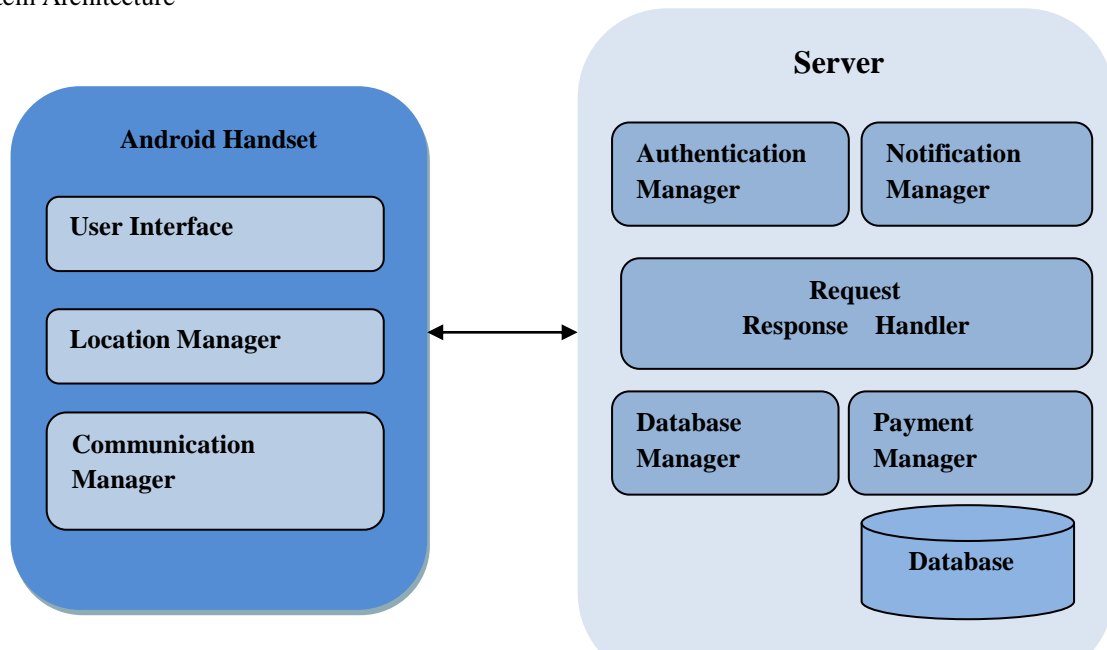 Architecture
Server
Android Handset
User Interface
Location Manager
Communication
Manager
Authentication
Manager
Notification
Manager
Request
Response Handler
Database
Manager
Payment
Manager
Database